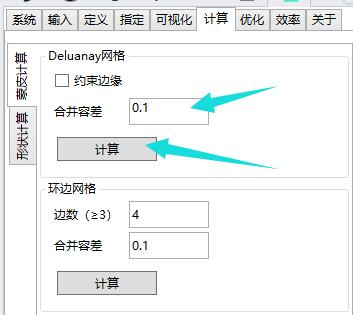 系统 输入 定义 指定 可视化 计算 优化 效率 关于
蒙皮计算
形状计算
Deluanay网格
约束边缘
合并容差 0.1
计算
环边网格
边数（≥3） 4
合并容差 0.1
计算